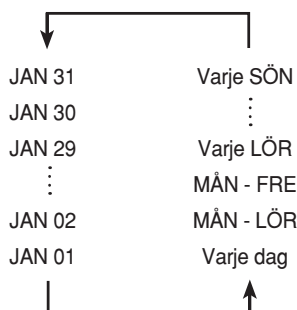 JAN 31 Varje SÖN
JAN 30
JAN 29 Varje LÖR
MÅN - FRE
JAN 02 MÅN - LÖR
JAN 01 Varje dag